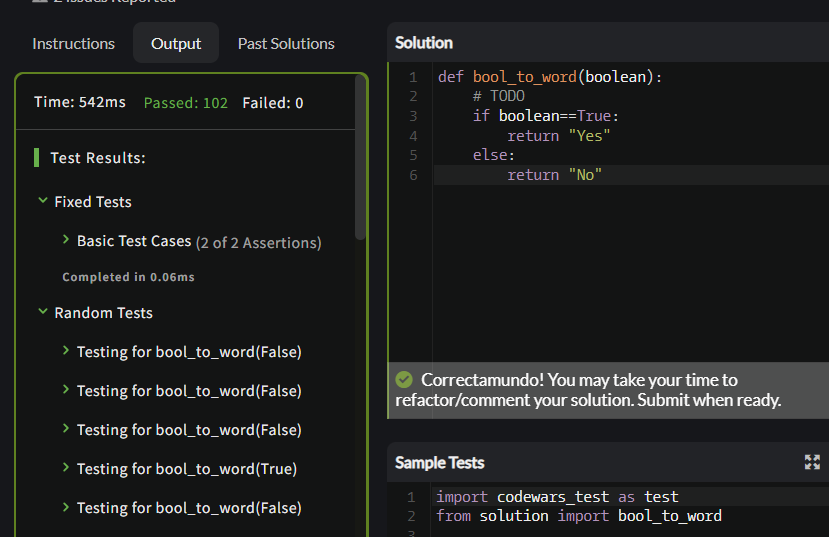 2 Issues Reported
Instructions
Output
Past Solutions
Time: 542ms Passed: 102 Failed: 0
Test Results:
Fixed Tests
Basic Test Cases (2 of 2 Assertions)
Completed in 0.06ms
Random Tests
Testing for bool_to_word(False)
Testing for bool_to_word(False)
Testing for bool_to_word(False)
Testing for bool_to_word(True)
Testing for bool_to_word(False)
Solution
1 def bool_to_word(boolean):
2 # TODO
3 if boolean==True:
4 return "Yes"
5 else:
6 return "No"
Correctamundo! You may take your time to
refactor/comment your solution. Submit when ready.
Sample Tests
1 import codewars_test as test
2 from solution import bool_to_word
3